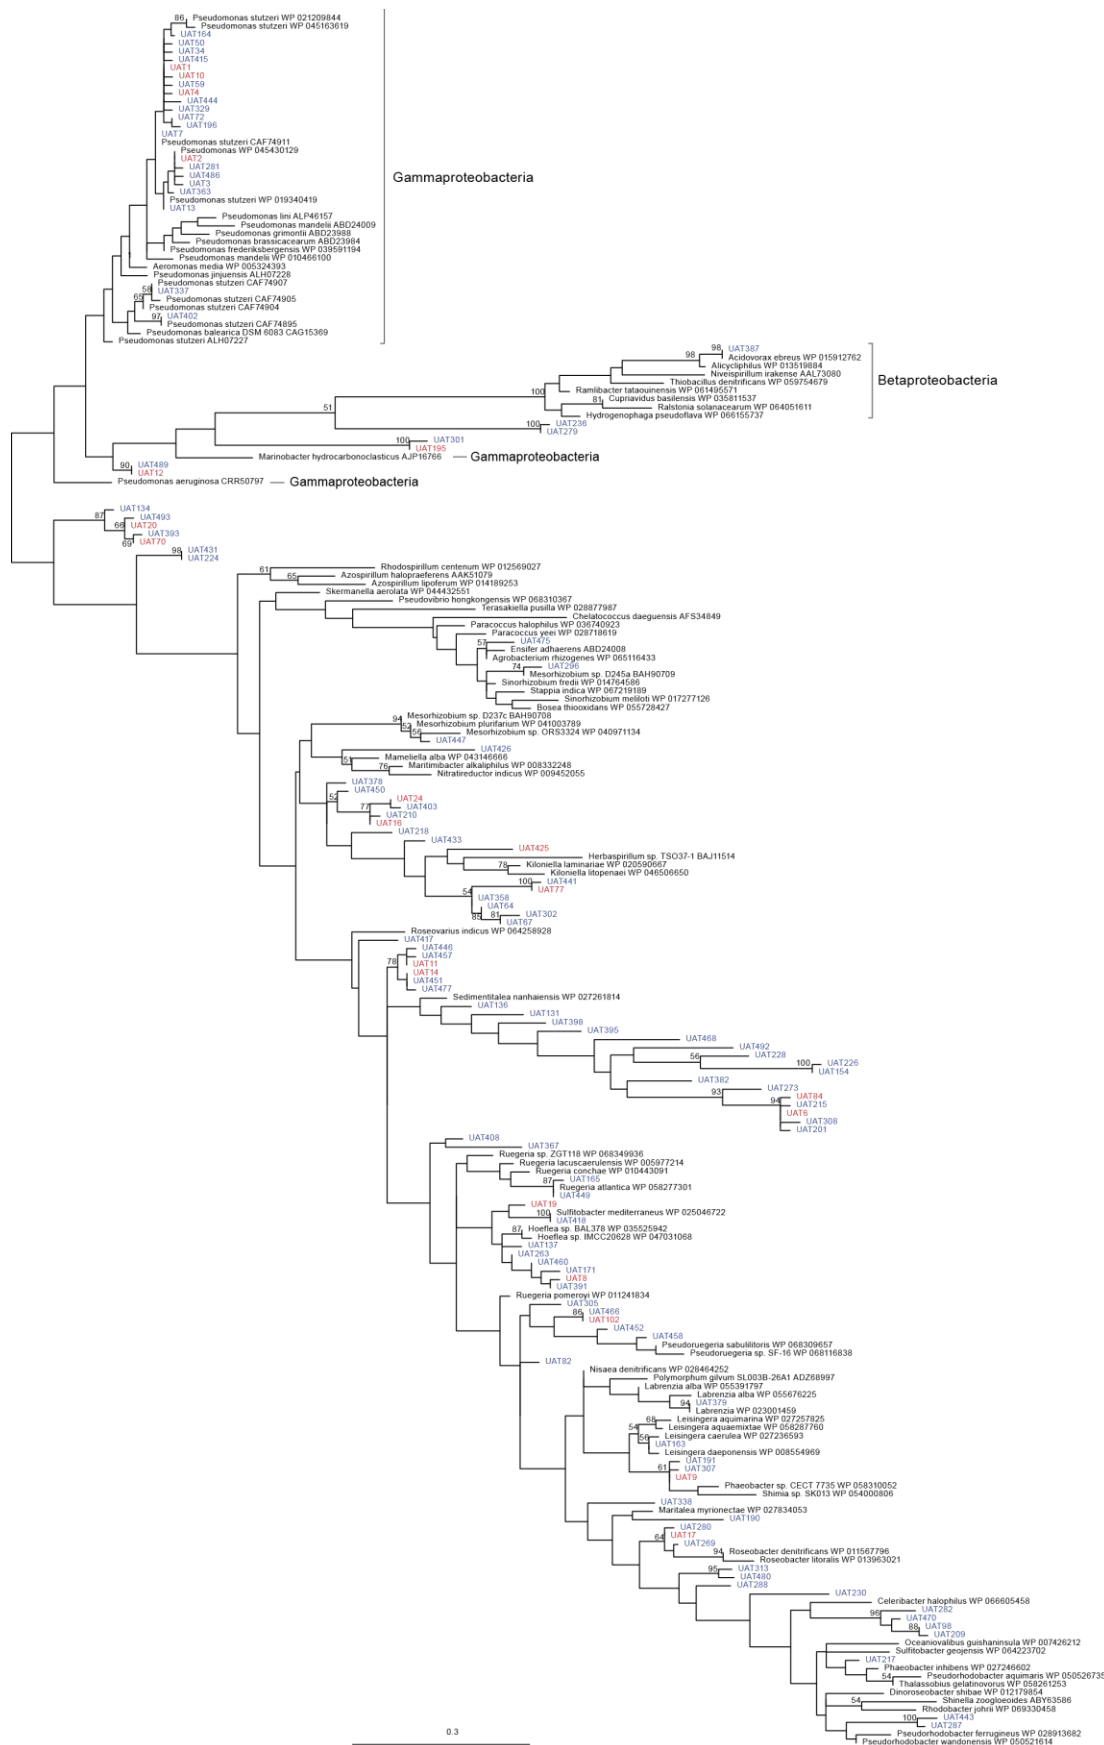 86
Pseudomonas stutzeri WP 021209844
Pseudomonas stutzeri WP 045163619
UAT164
UAT50
UAT34
UAT415
UAT1
UAT10
UAT59
UAT4
UAT444
UAT329
UAT72
UAT196
UAT7
Pseudomonas stutzeri CAF74911
Pseudomonas WP 045430129
UAT2
UAT281
UAT486
UAT3
UAT363
Pseudomonas stutzeri WP 019340419
UAT13
Gammaproteobacteria
Pseudomonas lini ALP46157
Pseudomonas mandelii ABD24009
Pseudomonas grimontii ABD23988
Pseudomonas brassicacearum ABD23984
Pseudomonas frederiksbergensis WP 039591194
Pseudomonas mandelii WP 010466100
Aeromonas media WP 005324393
Pseudomonas jinjuensis ALH07228
Pseudomonas stutzeri CAF74907
58
UAT337
65
Pseudomonas stutzeri CAF74905
Pseudomonas stutzeri CAF74904
97
UAT402
Pseudomonas stutzeri CAF74895
Pseudomonas balearica DSM 6083 CAG15369
Pseudomonas stutzeri ALH07227
98
UAT387
98
Acidovorax ebreus WP 015912762
Alicycliphilus WP 013519884
Niveispirillum irakense AAL73080
Thiobacillus denitrificans WP 059754679
Betaproteobacteria
100
Ramlibacter tataouinensis WP 061495571
81
Cupriavidus basilensis WP 035811537
Ralstonia solanacearum WP 064051611
51
Hydrogenophaga pseudoflava WP 066155737
100
UAT236
UAT279
100
UAT301
UAT195
Marinobacter hydrocarbonoclasticus AJP16766
Gammaproteobacteria
90
UAT489
UAT12
Pseudomonas aeruginosa CRR50797
Gammaproteobacteria
UAT134
87
UAT493
66
UAT20
UAT393
69
UAT70
98
UAT431
UAT224
61
Rhodospirillum centenum WP 012569027
65
Azospirillum halopraeferens AAK51079
Azospirillum lipoferum WP 014189253
Skermanella aerolata WP 044432551
Pseudovibrio hongkongensis WP 068310367
Terasakiella pusilla WP 028877987
Chelatococcus daeguensis AFS34849
Paracoccus halophilus WP 036740923
Paracoccus yeei WP 028718619
57
UAT475
Ensifer adhaerens ABD24008
Agrobacterium rhizogenes WP 065116433
74
UAT296
Mesorhizobium sp. D245a BAH90709
Sinorhizobium fredii WP 014764586
Stappia indica WP 067219189
Sinorhizobium meliloti WP 017277126
Bosea thiooxidans WP 055728427
94
Mesorhizobium sp. D237c BAH90708
52
Mesorhizobium plurifarium WP 041003789
56
Mesorhizobium sp. ORS3324 WP 040971134
UAT447
UAT426
51
Mameliella alba WP 043146666
76
Maritimibacter alkaliphilus WP 008332248
Nitratireductor indicus WP 009452055
UAT378
UAT450
52
UAT24
77
UAT403
UAT210
UAT16
UAT218
UAT433
UAT425
Herbaspirillum sp. TSO37-1 BAJ11514
78
Kiloniella laminariae WP 020590667
Kiloniella litopenaei WP 046506650
100
UAT441
54
UAT77
UAT358
UAT64
85
81
UAT302
UAT67
Roseovarius indicus WP 064258928
UAT417
UAT446
UAT457
78
UAT11
UAT14
UAT451
UAT477
Sedimentitalea nanhaiensis WP 027261814
UAT136
UAT131
UAT398
UAT395
UAT468
UAT492
56
UAT228
100
UAT226
UAT154
UAT382
93
UAT273
94
UAT84
UAT215
UAT6
UAT308
UAT201
UAT408
UAT367
Ruegeria sp. ZGT118 WP 068349936
Ruegeria lacuscaerulensis WP 005977214
Ruegeria conchae WP 010443091
87
UAT165
Ruegeria atlantica WP 058277301
UAT449
UAT19
100
Sulfitobacter mediterraneus WP 025046722
UAT418
87
Hoeflea sp. BAL378 WP 035525942
Hoeflea sp. IMCC20628 WP 047031068
UAT137
UAT263
UAT460
UAT171
UAT8
UAT391
Ruegeria pomeroyi WP 011241834
UAT305
86
UAT466
UAT102
UAT452
UAT458
Pseudoruegeria sabulilitoris WP 068309657
Pseudoruegeria sp. SF-16 WP 068116838
UAT82
Nisaea denitrificans WP 028464252
Polymorphum gilvum SL003B-26A1 ADZ68997
Labrenzia alba WP 055391797
Labrenzia alba WP 055676225
94
UAT379
Labrenzia WP 023001459
68
Leisingera aquimarina WP 027257825
54
Leisingera aquaemixtae WP 058287760
56
Leisingera caerulea WP 027236593
UAT163
Leisingera daeponensis WP 008554969
UAT191
61
UAT307
UAT9
Phaeobacter sp. CECT 7735 WP 058310052
Shimia sp. SK013 WP 054000806
UAT338
Maritalea myrionectae WP 027834053
UAT190
UAT280
64
UAT17
UAT269
94
Roseobacter denitrificans WP 011567796
Roseobacter litoralis WP 013963021
95
UAT313
UAT480
UAT288
UAT230
Celeribacter halophilus WP 066605458
96
UAT282
UAT470
88
UAT98
UAT209
Oceaniovalibus guishaninsula WP 007426212
Sulfitobacter geojensis WP 064223702
UAT217
Phaeobacter inhibens WP 027246602
54
Pseudorhodobacter aquimaris WP 050526735
Thalassobius gelatinovorus WP 058261253
Dinoroseobacter shibae WP 012179854
54
Shinella zoogloeoides ABY63586
Rhodobacter johrii WP 069330458
100
UAT443
UAT287
Pseudorhodobacter ferrugineus WP 028913682
Pseudorhodobacter wandonensis WP 050521614
0.3